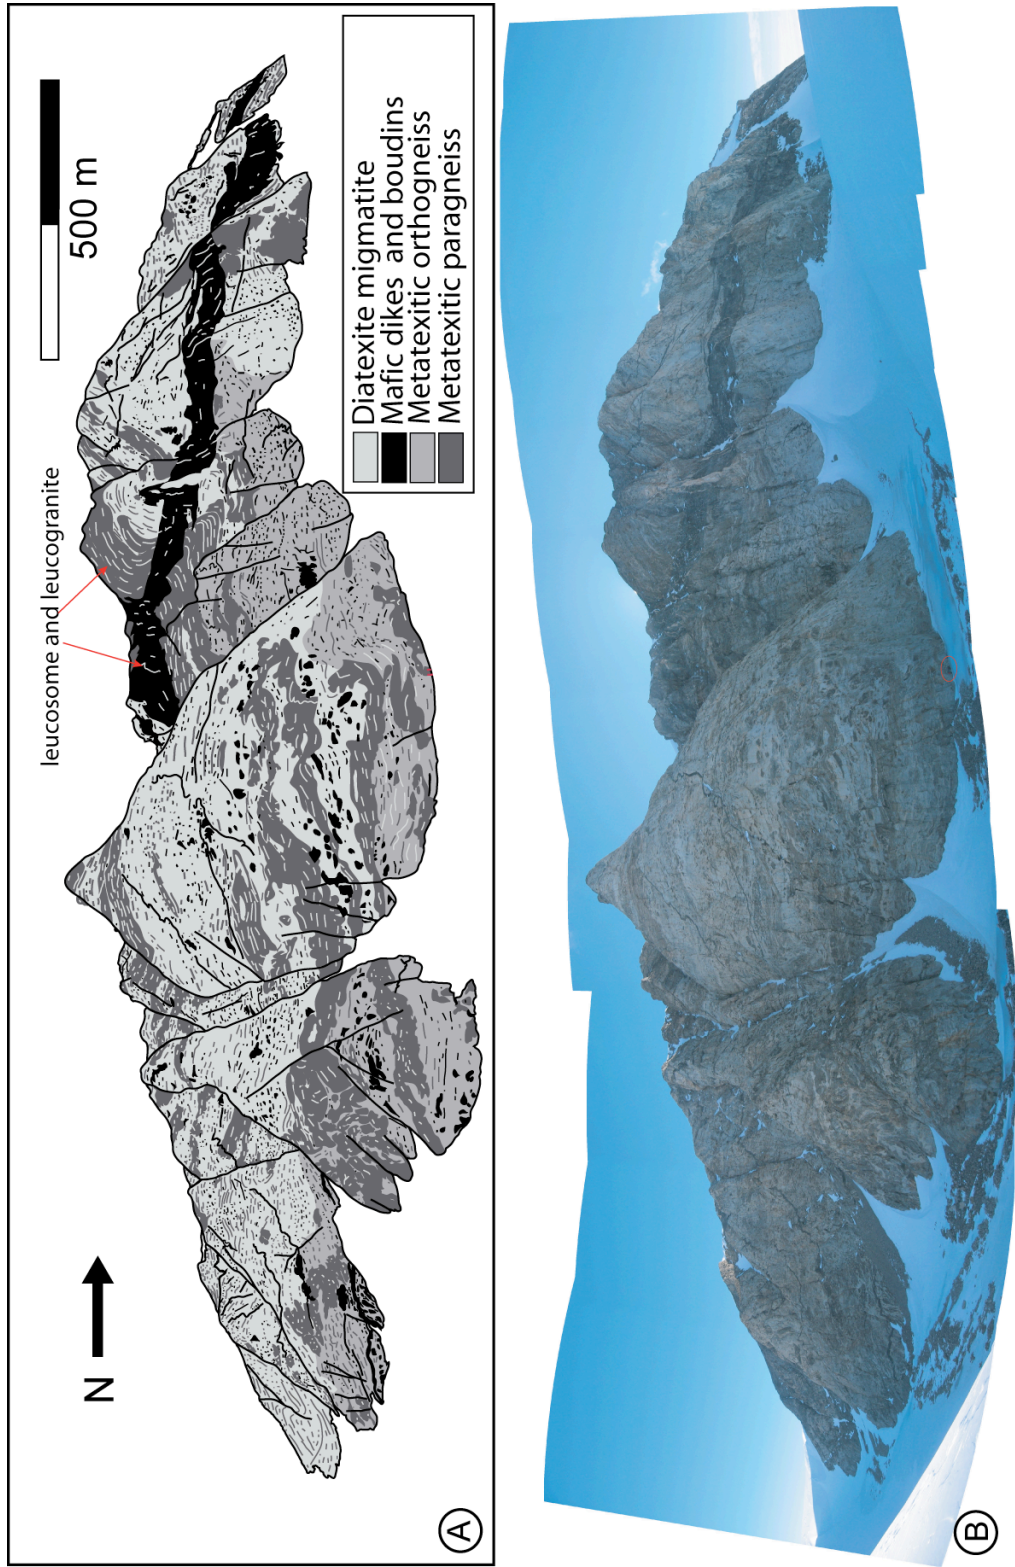 N
leucosome and leucogranite
500 m
Diatexite migmatite
Mafic dikes and boudins
Metatexitic orthogneiss
Metatexitic paragneiss
A
B